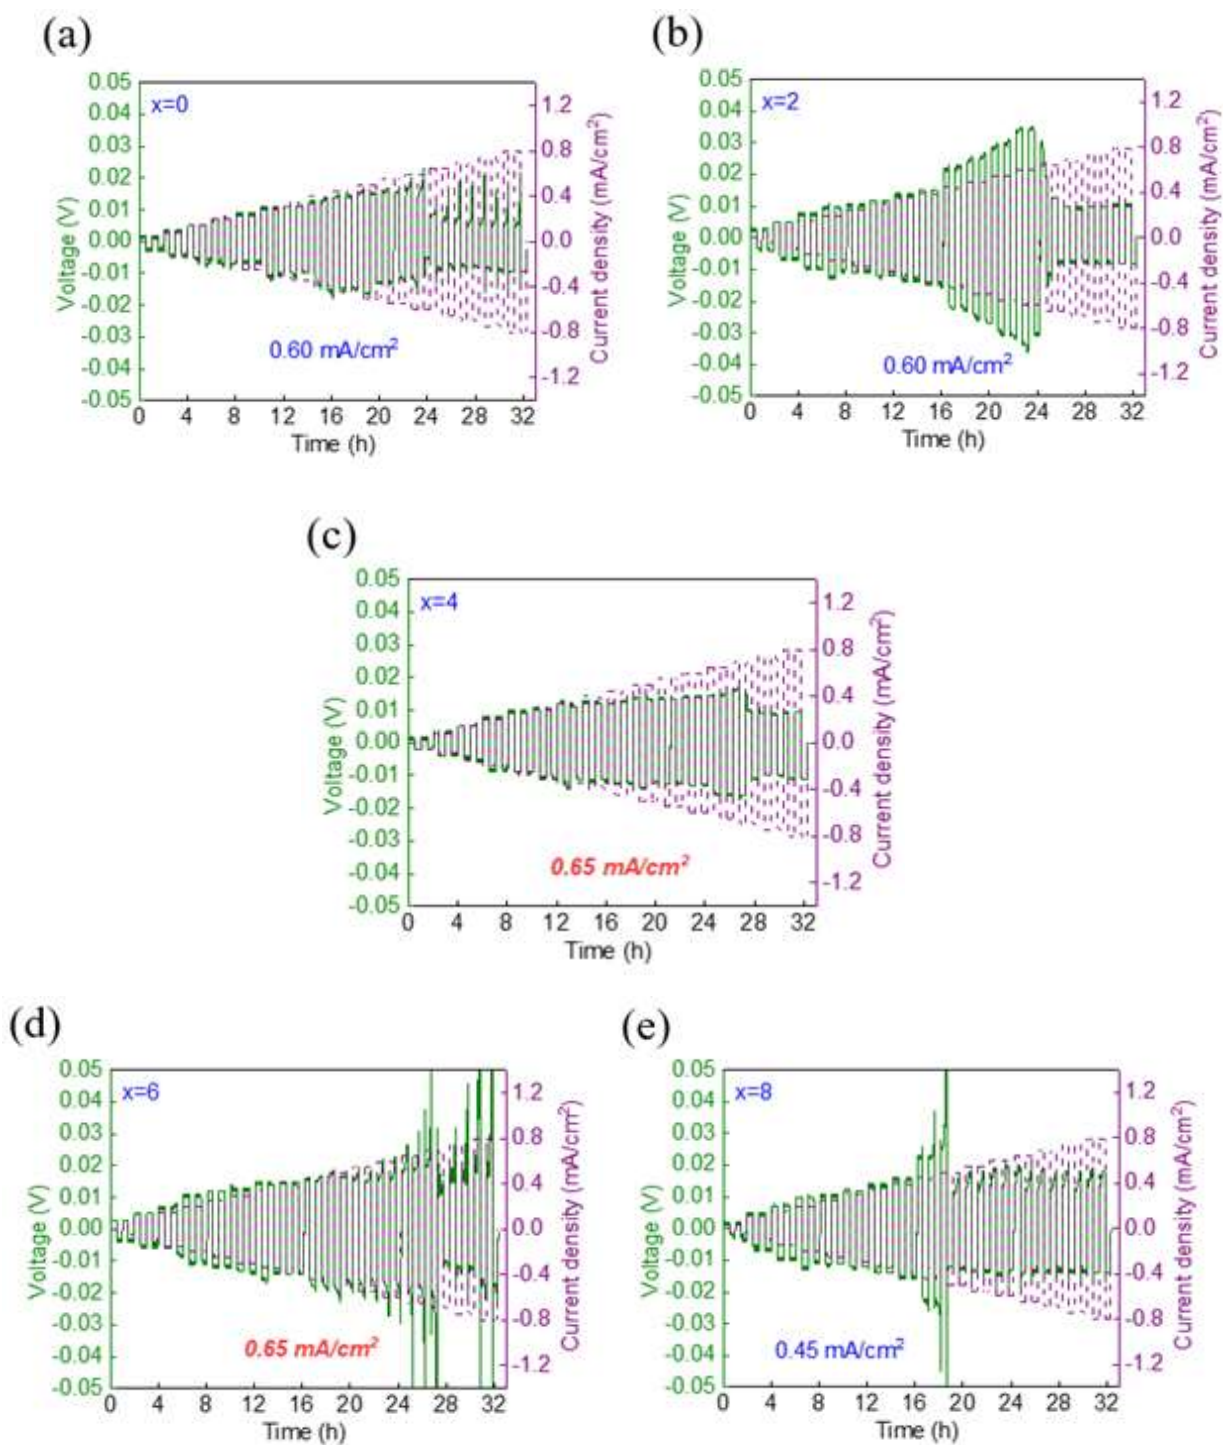 (a)
x=0
0.05
0.04
0.03
0.02
0.01
0.00
-0.01
-0.02
-0.03
-0.04
-0.05
Voltage (V)
1.2
0.8
0.4
0.0
-0.4
-0.8
-1.2
Current density (mA/cm²)
0.60 mA/cm²
0 4 8 12 16 20 24 28 32
Time (h)
(b)
x=2
0.05
0.04
0.03
0.02
0.01
0.00
-0.01
-0.02
-0.03
-0.04
-0.05
Voltage (V)
1.2
0.8
0.4
0.0
-0.4
-0.8
-1.2
Current density (mA/cm²)
0.60 mA/cm²
0 4 8 12 16 20 24 28 32
Time (h)
(c)
x=4
0.05
0.04
0.03
0.02
0.01
0.00
-0.01
-0.02
-0.03
-0.04
-0.05
Voltage (V)
1.2
0.8
0.4
0.0
-0.4
-0.8
-1.2
Current density (mA/cm²)
0.65 mA/cm²
0 4 8 12 16 20 24 28 32
Time (h)
(d)
x=6
0.05
0.04
0.03
0.02
0.01
0.00
-0.01
-0.02
-0.03
-0.04
-0.05
Voltage (V)
1.2
0.8
0.4
0.0
-0.4
-0.8
-1.2
Current density (mA/cm²)
0.65 mA/cm²
0 4 8 12 16 20 24 28 32
Time (h)
(e)
x=8
0.05
0.04
0.03
0.02
0.01
0.00
-0.01
-0.02
-0.03
-0.04
-0.05
Voltage (V)
1.2
0.8
0.4
0.0
-0.4
-0.8
-1.2
Current density (mA/cm²)
0.45 mA/cm²
0 4 8 12 16 20 24 28 32
Time (h)